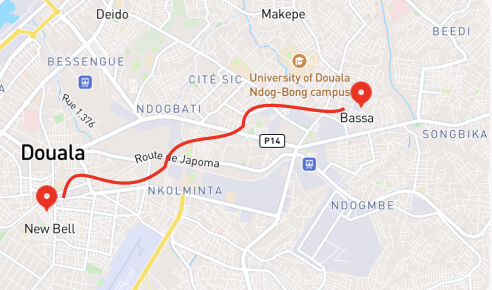 Deido
Makepe
BEEDI
BESSENGUE
CITÉ SIC
University of Douala
Ndog-Bong campus
Rue 1.376
NDOGBATI
Bassa
SONGBIKA
P14
Douala
Route de Japoma
NKOLMINTA
NDOGMBE
New Bell